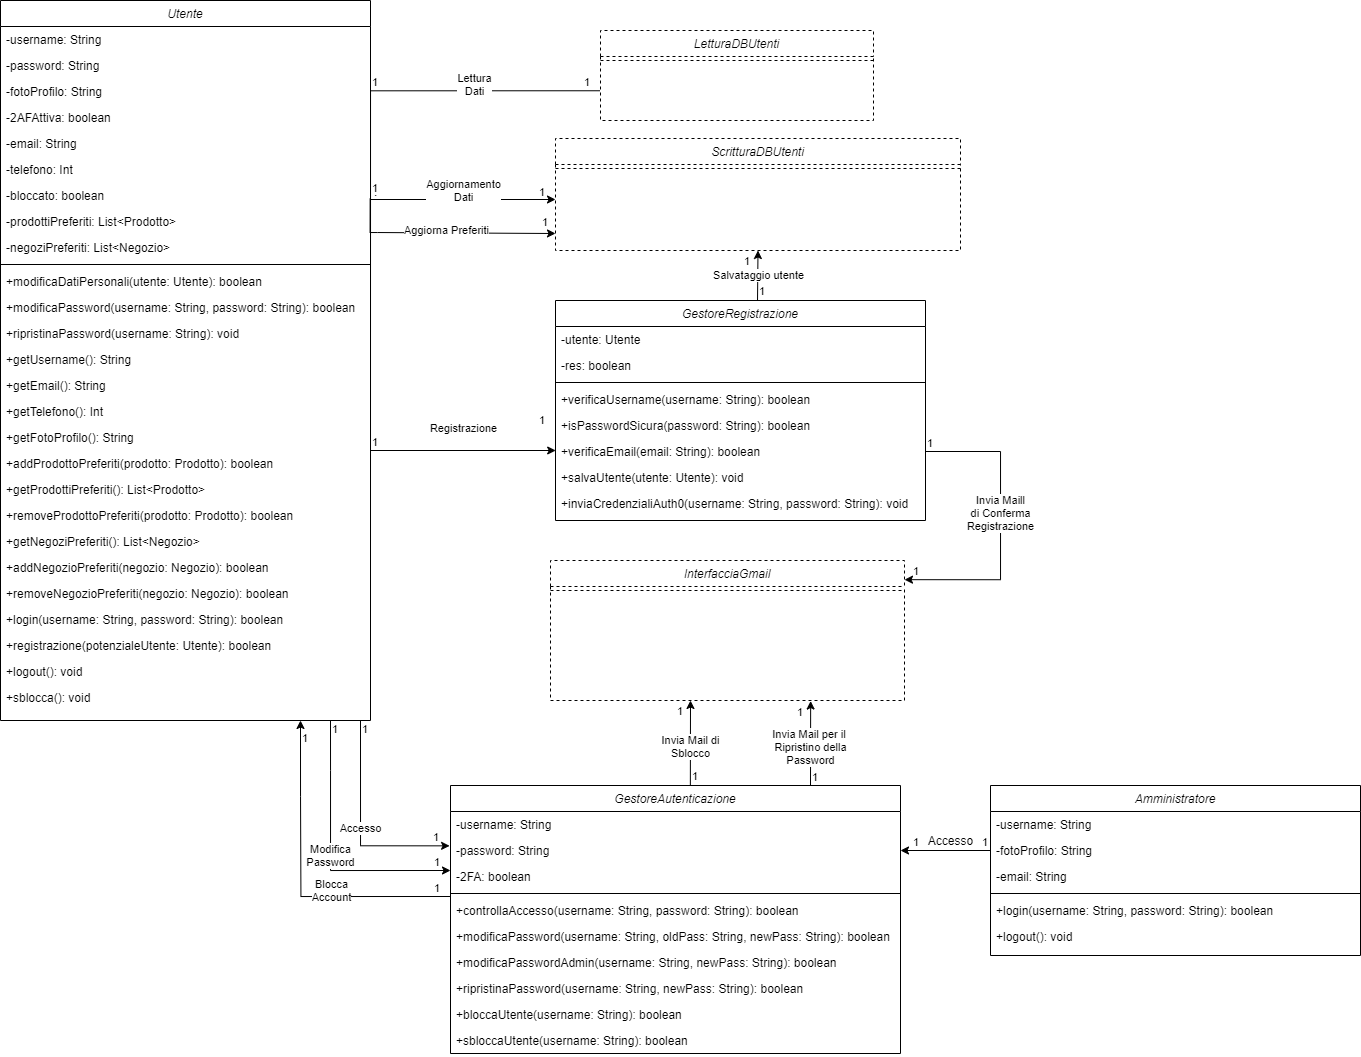 Utente
-username: String
-password: String
-fotoProfilo: String
-2AFAttiva: boolean
-email: String
-telefono: Int
-bloccato: boolean
-prodottiPreferiti: List<Prodotto>
-negoziPreferiti: List<Negozio>
+modificaDatiPersonali(utente: Utente): boolean
+modificaPassword(username: String, password: String): boolean
+ripristinaPassword(username: String): void
+getUsername(): String
+getEmail(): String
+getTelefono(): Int
+getFotoProfilo(): String
+addProdottoPreferiti(prodotto: Prodotto): boolean
+getProdottiPreferiti(): List<Prodotto>
+removeProdottoPreferiti(prodotto: Prodotto): boolean
+getNegoziPreferiti(): List<Negozio>
+addNegozioPreferiti(negozio: Negozio): boolean
+removeNegozioPreferiti(negozio: Negozio): boolean
+login(username: String, password: String): boolean
+registrazione(potenzialeUtente: Utente): boolean
+logout(): void
+sblocca(): void
1
Lettura
Dati
1
LetturaDBUtenti
1
Aggiornamento
Dati
1
Aggiorna Preferiti
1
ScritturaDBUtenti
1
Salvataggio utente
1
GestoreRegistrazione
-utente: Utente
-res: boolean
+verificaUsername(username: String): boolean
+isPasswordSicura(password: String): boolean
+verificaEmail(email: String): boolean
+salvaUtente(utente: Utente): void
+inviaCredenzialiAuth0(username: String, password: String): void
1
Registrazione
1
1
Invia Maill
di Conferma
Registrazione
1
InterfacciaGmail
1
Invia Mail di
Sblocco
1
1
Invia Mail per il
Ripristino della
Password
1
1
1
1
Accesso
1
Modifica
Password
1
Blocca
Account
1
GestoreAutenticazione
-username: String
-password: String
-2FA: boolean
+controllaAccesso(username: String, password: String): boolean
+modificaPassword(username: String, oldPass: String, newPass: String): boolean
+modificaPasswordAdmin(username: String, newPass: String): boolean
+ripristinaPassword(username: String, newPass: String): boolean
+bloccaUtente(username: String): boolean
+sbloccaUtente(username: String): boolean
1
Accesso
1
Amministratore
-username: String
-fotoProfilo: String
-email: String
+login(username: String, password: String): boolean
+logout(): void